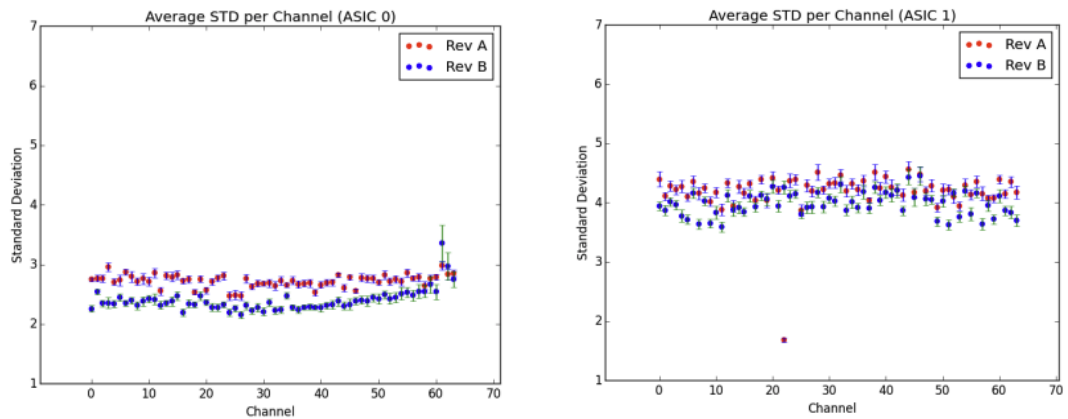 Average STD per Channel (ASIC 0)
7
6
5
4
3
2
1
Standard Deviation
0 10 20 30 40 50 60 70
Channel
Rev A
Rev B
Average STD per Channel (ASIC 1)
7
6
5
4
3
2
1
Standard Deviation
0 10 20 30 40 50 60 70
Channel
Rev A
Rev B